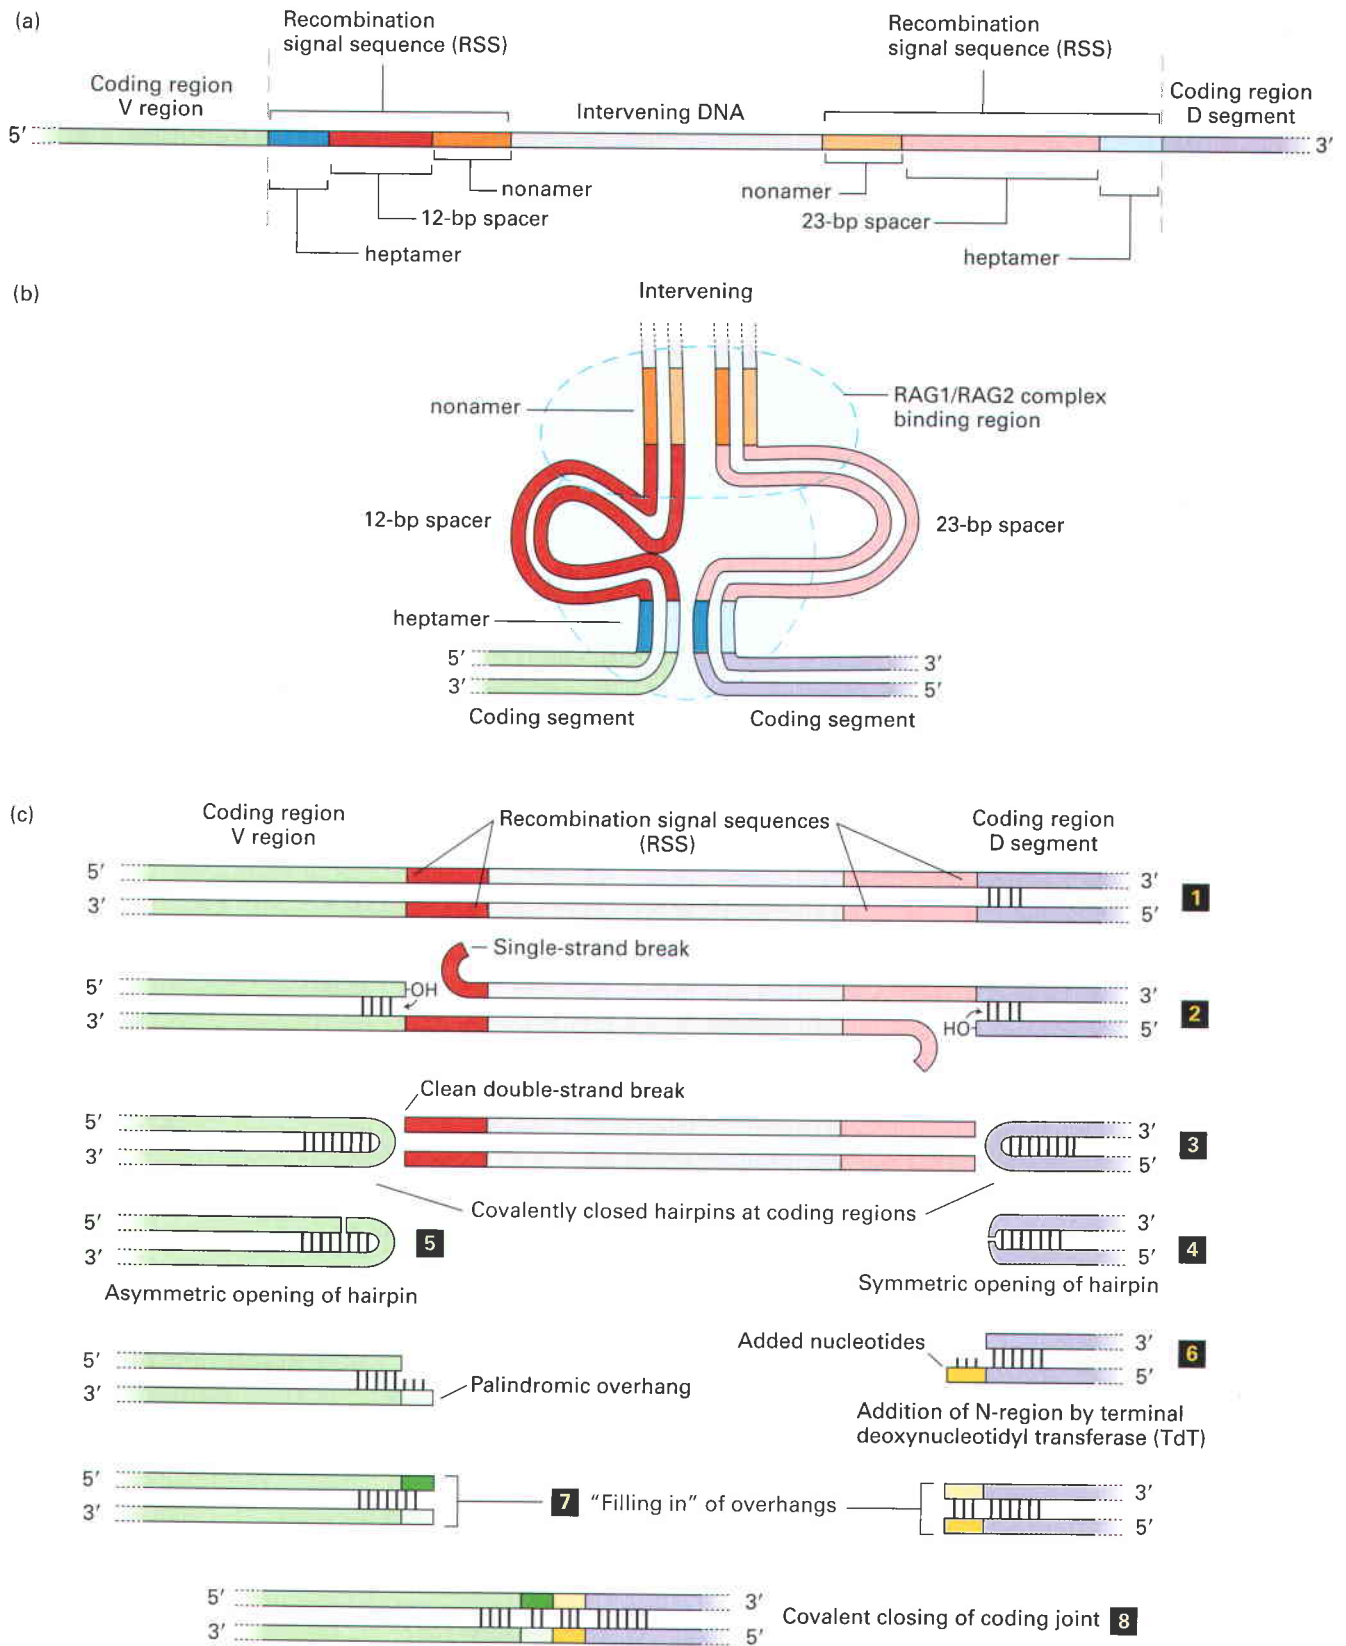 (a)
Recombination
signal sequence (RSS)
Recombination
signal sequence (RSS)
Coding region
V region
Intervening DNA
Coding region
D segment
5′
3′
nonamer
12-bp spacer
heptamer
nonamer
23-bp spacer
heptamer
(b)
Intervening
nonamer
RAG1/RAG2 complex
binding region
12-bp spacer
23-bp spacer
heptamer
5′
3′
3′
5′
Coding segment
Coding segment
(c)
Coding region
V region
Recombination signal sequences
(RSS)
Coding region
D segment
5′
3′
3′
5′
1
Single-strand break
5′
OH
3′
3′
HO
5′
2
Clean double-strand break
5′
3′
3′
5′
3
Covalently closed hairpins at coding regions
5′
3′
5
3′
5′
4
Asymmetric opening of hairpin
Symmetric opening of hairpin
5′
3′
Palindromic overhang
Added nucleotides
3′
5′
6
Addition of N-region by terminal
deoxynucleotidyl transferase (TdT)
5′
3′
7 "Filling in" of overhangs
3′
5′
5′
3′
3′
5′
Covalent closing of coding joint 8